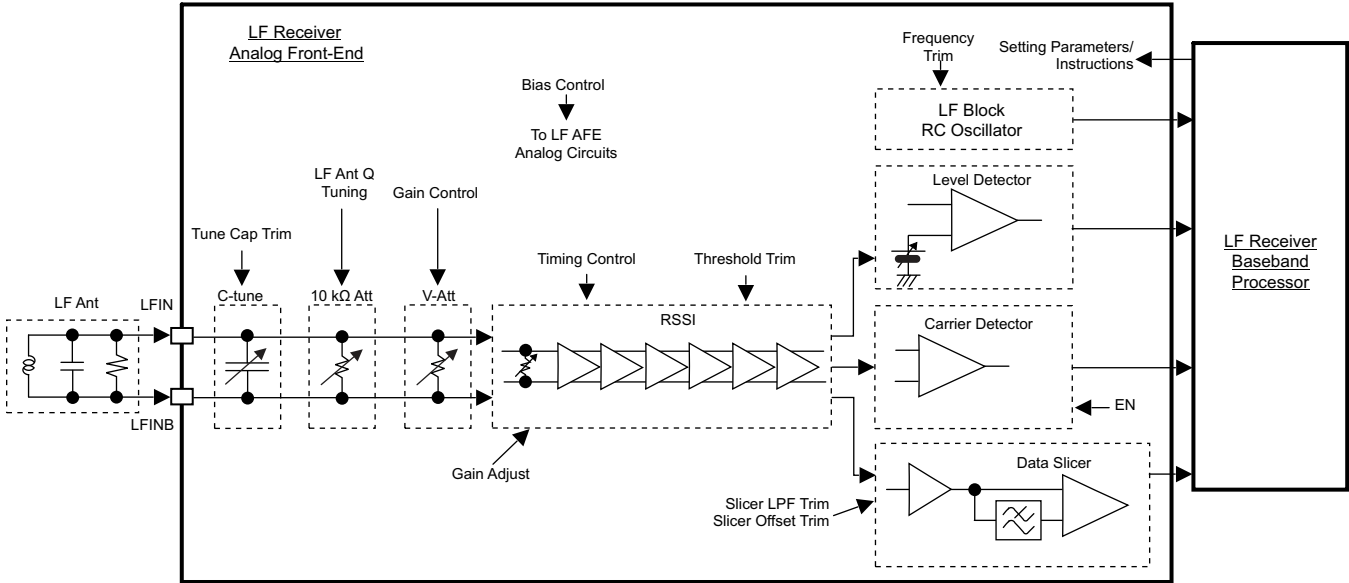 LF Receiver
Analog Front-End
Bias Control
To LF AFE
Analog Circuits
Frequency
Trim
Setting Parameters/
Instructions
LF Block
RC Oscillator
Level Detector
LF Receiver
Baseband
Processor
LF Ant Q
Tuning
Gain Control
Tune Cap Trim
Timing Control
Threshold Trim
LF Ant
LFIN
C-tune
10 kΩ Att
V-Att
RSSI
Carrier Detector
LFINB
EN
Gain Adjust
Data Slicer
Slicer LPF Trim
Slicer Offset Trim